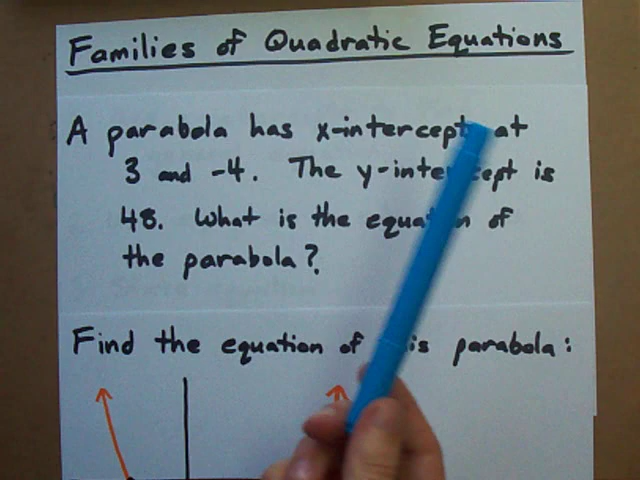 Families of Quadratic Equations
A parabola has x-intercept at
3 and -4. The y-intercept is
48. What is the equation of
the parabola?
Find the equation of is parabola: